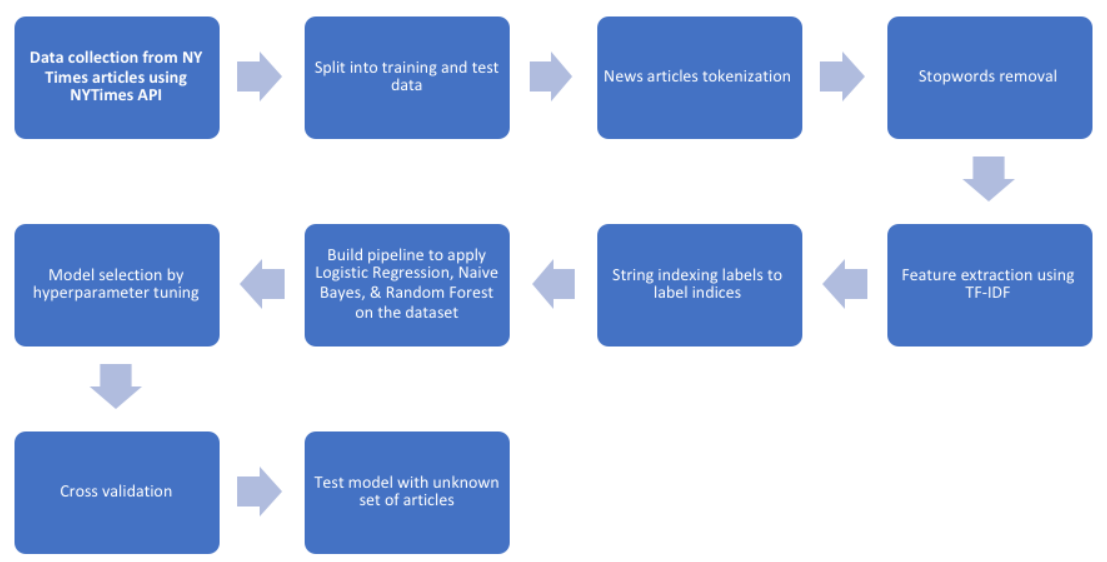 Data collection from NY
Times articles using
NYTimes API
Split into training and test
data
News articles tokenization
Stopwords removal
Feature extraction using
TF-IDF
String indexing labels to
label indices
Build pipeline to apply
Logistic Regression, Naive
Bayes, & Random Forest
on the dataset
Model selection by
hyperparameter tuning
Cross validation
Test model with unknown
set of articles